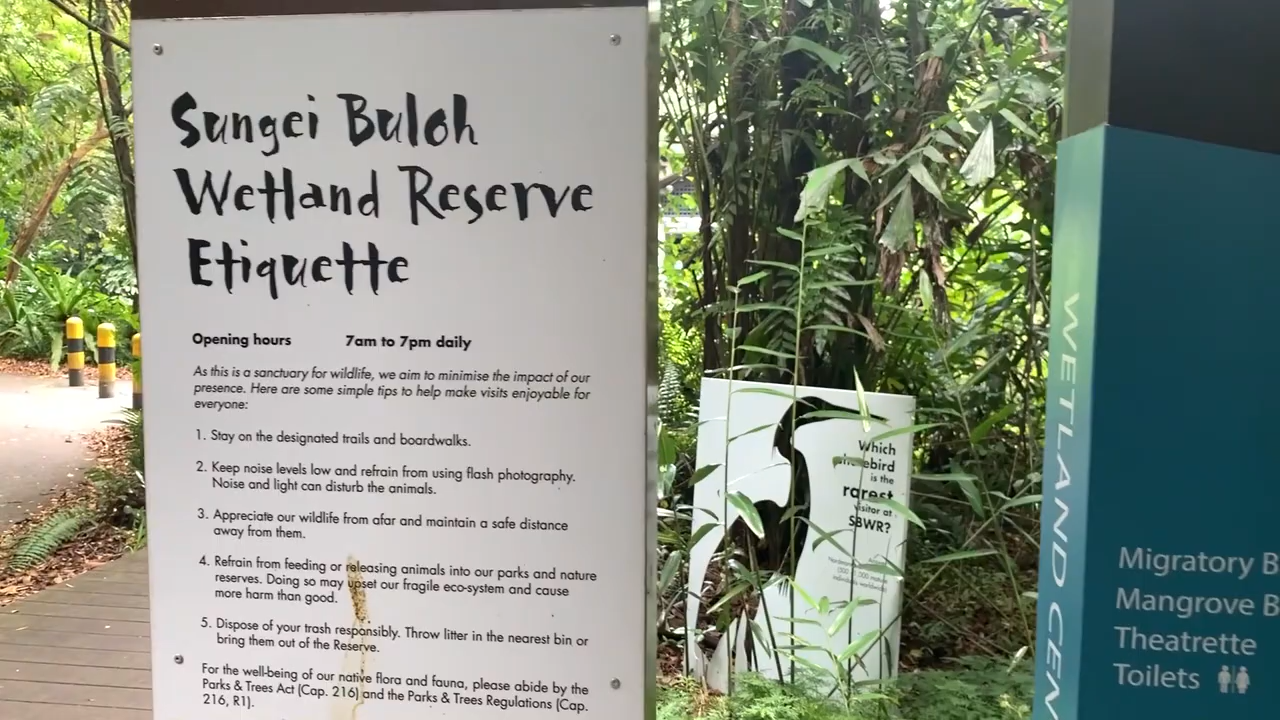 Sungei Buloh
Wetland Reserve
Etiquette
Opening hours 7am to 7pm daily
As this is a sanctuary for wildlife, we aim to minimise the impact of our
presence. Here are some simple tips to help make visits enjoyable for
everyone:
1. Stay on the designated trails and boardwalks.
2. Keep noise levels low and refrain from using flash photography.
Noise and light can disturb the animals.
3. Appreciate our wildlife from afar and maintain a safe distance
away from them.
4. Refrain from feeding or releasing animals into our parks and nature
reserves. Doing so may upset our fragile eco-system and cause
more harm than good.
5. Dispose of your trash responsibly. Throw litter in the nearest bin or
bring them out of the Reserve.
For the well-being of our native flora and fauna, please abide by the
Parks & Trees Act (Cap. 216) and the Parks & Trees Regulations (Cap.
216, R1).
Which
is the
rarest
visitor at
SBWR?
WETLAND CEN
Migratory B
Mangrove B
Theatrette
Toilets